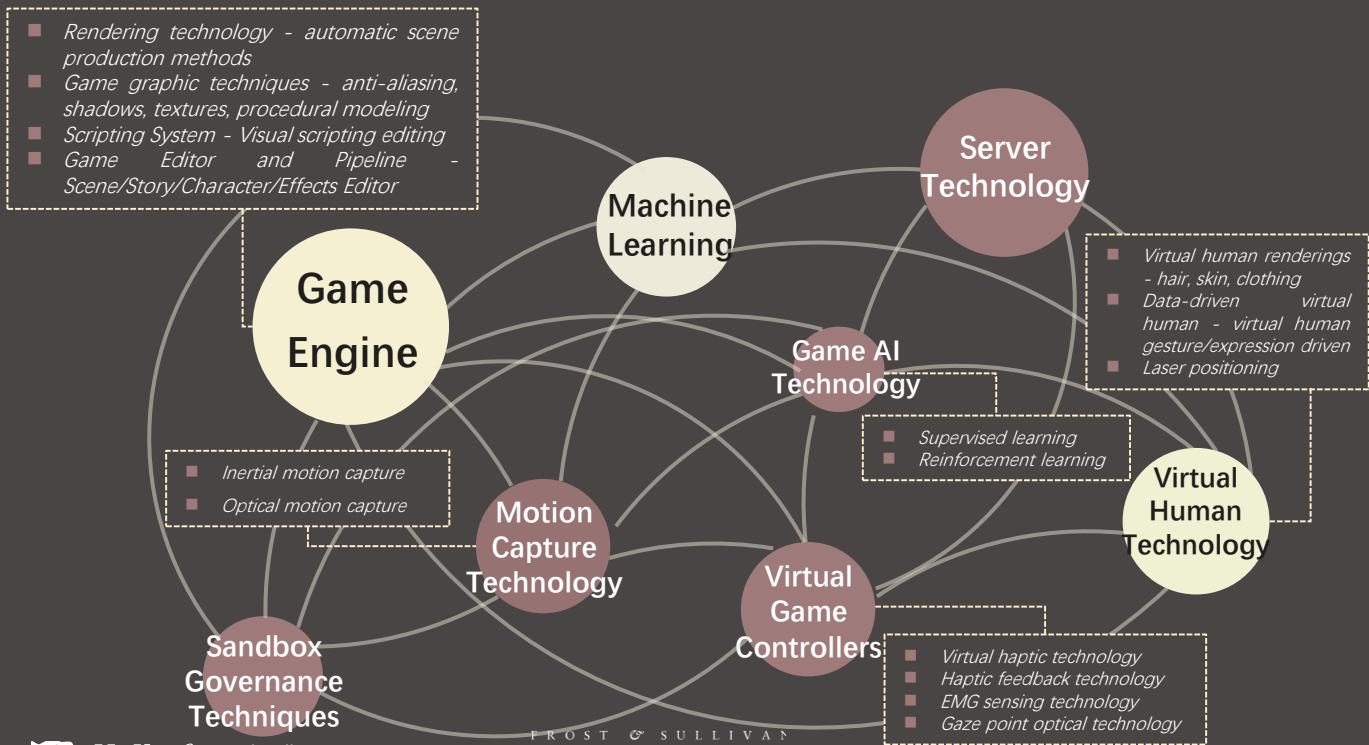 Rendering technology - automatic scene
production methods
Game graphic techniques - anti-aliasing,
shadows, textures, procedural modeling
Scripting System - Visual scripting editing
Game Editor and Pipeline -
Scene/Story/Character/Effects Editor
Server
Technology
Machine
Learning
Virtual human renderings
- hair, skin, clothing
Data-driven virtual
human - virtual human
gesture/expression driven
Laser positioning
Game
Engine
Game AI
Technology
Supervised learning
Reinforcement learning
Inertial motion capture
Optical motion capture
Virtual
Human
Technology
Motion
Capture
Technology
Virtual
Game
Controllers
Sandbox
Governance
Techniques
Virtual haptic technology
Haptic feedback technology
EMG sensing technology
Gaze point optical technology
FROST & SULLIVAN